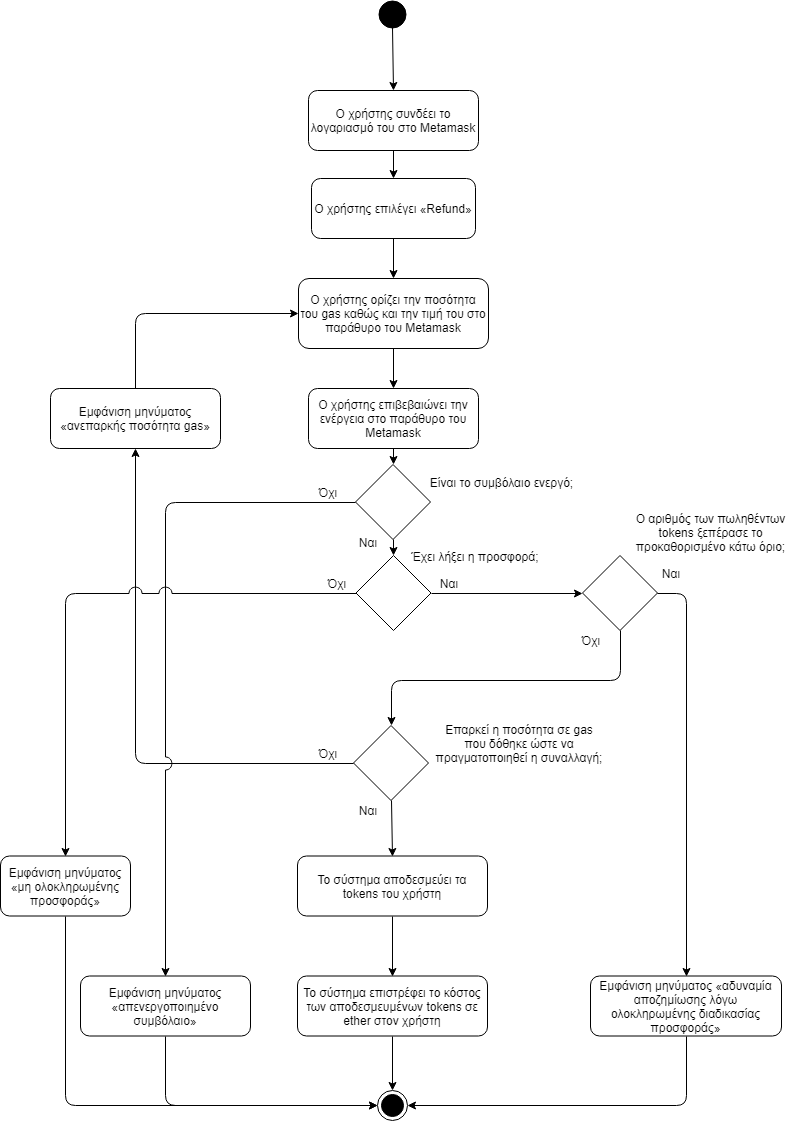 Ο χρήστης συνδέει το
λογαριασμό του στο Metamask
Ο χρήστης επιλέγει «Refund»
Ο χρήστης ορίζει την ποσότητα
του gas καθώς και την τιμή του στο
παράθυρο του Metamask
Εμφάνιση μηνύματος
«ανεπαρκής ποσότητα gas»
Ο χρήστης επιβεβαιώνει την
ενέργεια στο παράθυρο του
Metamask
Είναι το συμβόλαιο ενεργό;
Όχι
Ναι
Έχει λήξει η προσφορά;
Όχι
Ναι
Ο αριθμός των πωληθέντων
tokens ξεπέρασε το
προκαθορισμένο κάτω όριο;
Ναι
Όχι
Επαρκεί η ποσότητα σε gas
που δόθηκε ώστε να
πραγματοποιηθεί η συναλλαγή;
Όχι
Ναι
Εμφάνιση μηνύματος
«μη ολοκληρωμένης
προσφοράς»
Το σύστημα αποδεσμεύει τα
tokens του χρήστη
Εμφάνιση μηνύματος
«απενεργοποιημένο
συμβόλαιο»
Το σύστημα επιστρέφει το κόστος
των αποδεσμευμένων tokens σε
ether στον χρήστη
Εμφάνιση μηνύματος «αδυναμία
αποζημίωσης λόγω
ολοκληρωμένης διαδικασίας
προσφοράς»